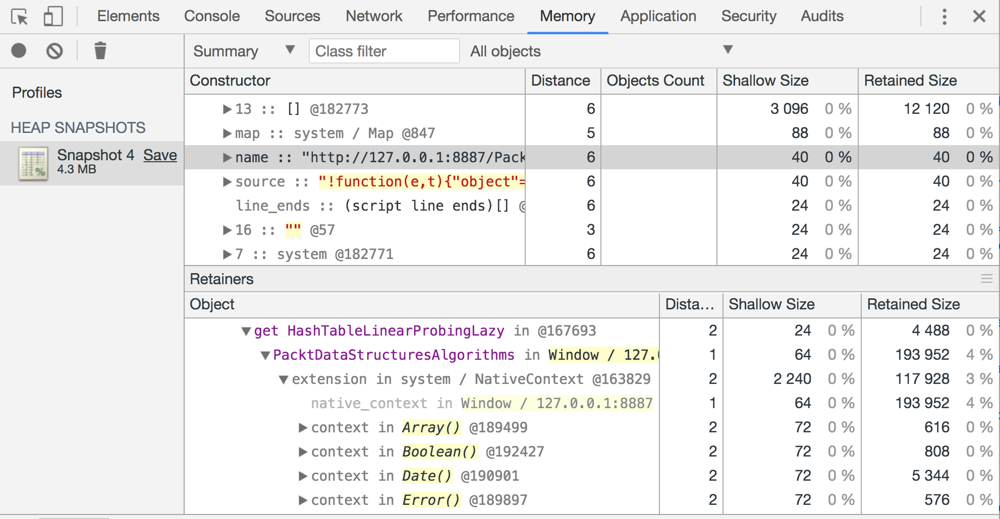 Elements Console Sources Network Performance Memory Application Security Audits
Summary Class filter All objects
Profiles
HEAP SNAPSHOTS
Snapshot 4 Save
4.3 MB
Constructor Distance Objects Count Shallow Size Retained Size
13 :: [] @182773 6 3 096 0 % 12 120 0 %
map :: system / Map @847 5 88 0 % 88 0 %
name :: "http://127.0.0.1:8887/Pack 6 40 0 % 40 0 %
source :: "!function(e,t){"object"= 6 40 0 % 40 0 %
line_ends :: (script line ends)[] @ 6 24 0 % 24 0 %
16 :: "" @57 3 24 0 % 24 0 %
7 :: system @182771 6 24 0 % 24 0 %
Retainers
Object Dista... Shallow Size Retained Size
get HashTableLinearProbingLazy in @167693 2 24 0 % 4 488 0 %
PacktDataStructuresAlgorithms in Window / 127.0 1 64 0 % 193 952 4 %
extension in system / NativeContext @163829 2 2 240 0 % 117 928 3 %
native_context in Window / 127.0.0.1:8887 1 64 0 % 193 952 4 %
context in Array() @189499 2 72 0 % 616 0 %
context in Boolean() @192427 2 72 0 % 808 0 %
context in Date() @190901 2 72 0 % 5 344 0 %
context in Error() @189897 2 72 0 % 576 0 %